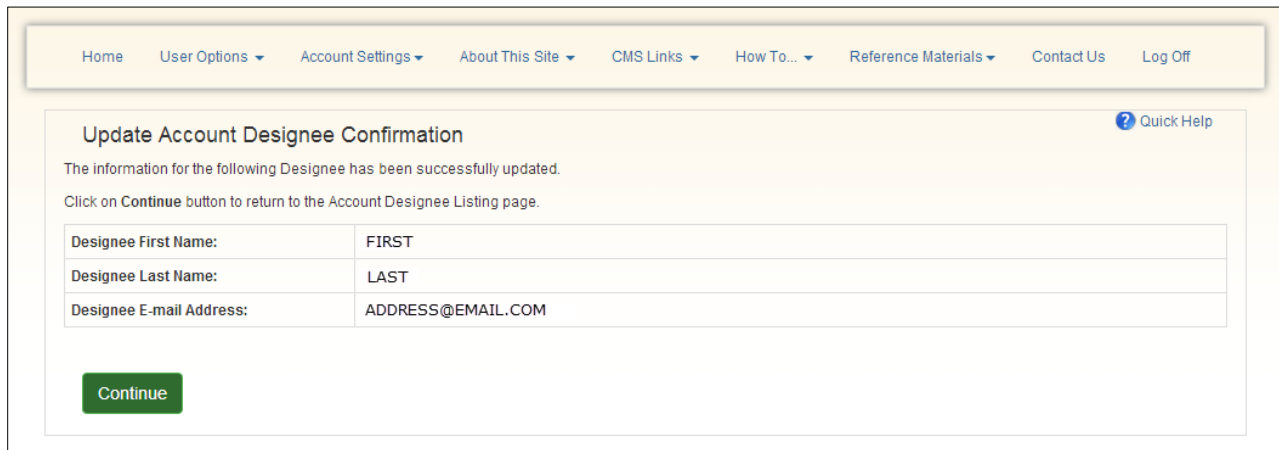 Home User Options Account Settings About This Site CMS Links How To... Reference Materials Contact Us Log Off
Quick Help
Update Account Designee Confirmation
The information for the following Designee has been successfully updated.
Click on Continue button to return to the Account Designee Listing page.
Designee First Name: FIRST
Designee Last Name: LAST
Designee E-mail Address: ADDRESS@EMAIL.COM
Continue